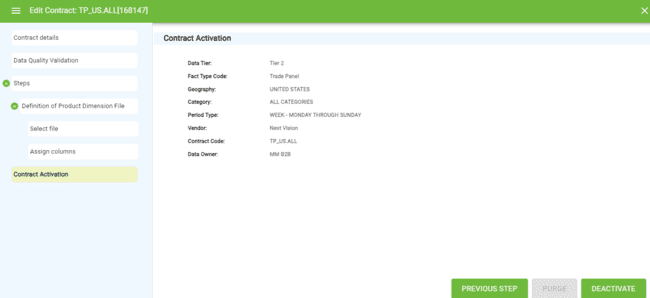 Edit Contract: TP_US.ALL[168147]
Contract details
Data Quality Validation
Steps
Definition of Product Dimension File
Select file
Assign columns
Contract Activation
Contract Activation
Data Tier: Tier 2
Fact Type Code: Trade Panel
Geography: UNITED STATES
Category: ALL CATEGORIES
Period Type: WEEK - MONDAY THROUGH SUNDAY
Vendor: Next Vision
Contract Code: TP_US.ALL
Data Owner: MM B2B
PREVIOUS STEP PURGE DEACTIVATE